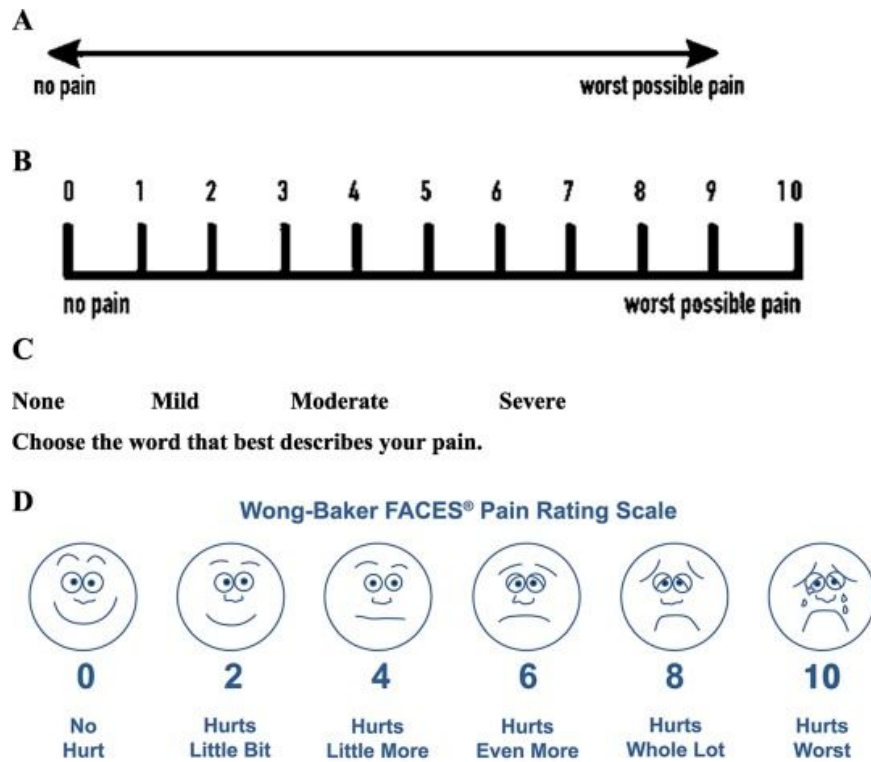 A
no pain worst possible pain
B
0 1 2 3 4 5 6 7 8 9 10
no pain worst possible pain
C
None Mild Moderate Severe
Choose the word that best describes your pain.
D
Wong-Baker FACES® Pain Rating Scale
0 2 4 6 8 10
No Hurts Hurts Hurts Hurts Hurts
Hurt Little Bit Little More Even More Whole Lot Worst